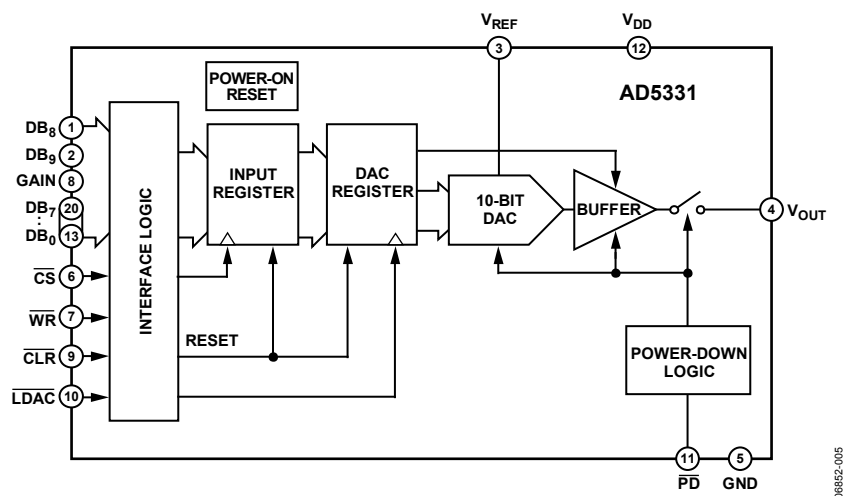 VREF
VDD
3
12
POWER-ON
RESET
AD5331
DB8 1
DB9 2
GAIN 8
DB7 20
:
DB0 13
CS 6
WR 7
CLR 9
LDAC 10
INTERFACE LOGIC
INPUT
REGISTER
DAC
REGISTER
10-BIT
DAC
BUFFER
4 VOUT
RESET
POWER-DOWN
LOGIC
11
5
PD
GND
06852-005